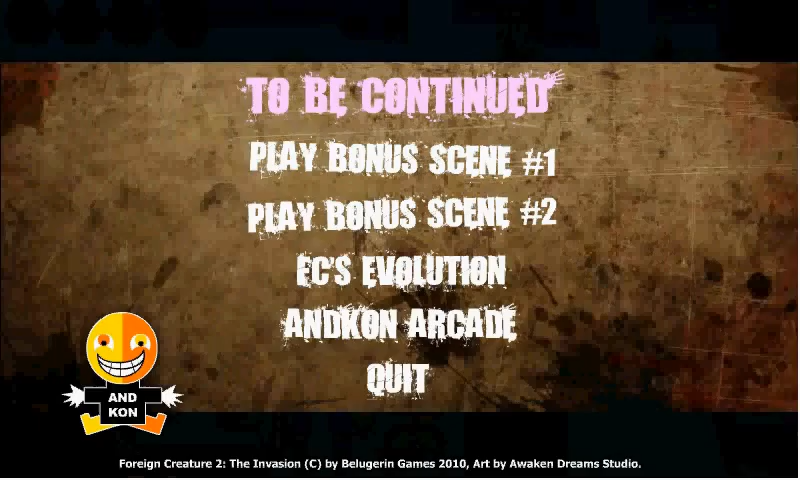 TO BE CONTINUED
PLAY BONUS SCENE #1
PLAY BONUS SCENE #2
EC'S EVOLUTION
ANDKON ARCADE
QUIT
AND
KON
Foreign Creature 2: The Invasion (C) by Belugerin Games 2010, Art by Awaken Dreams Studio.